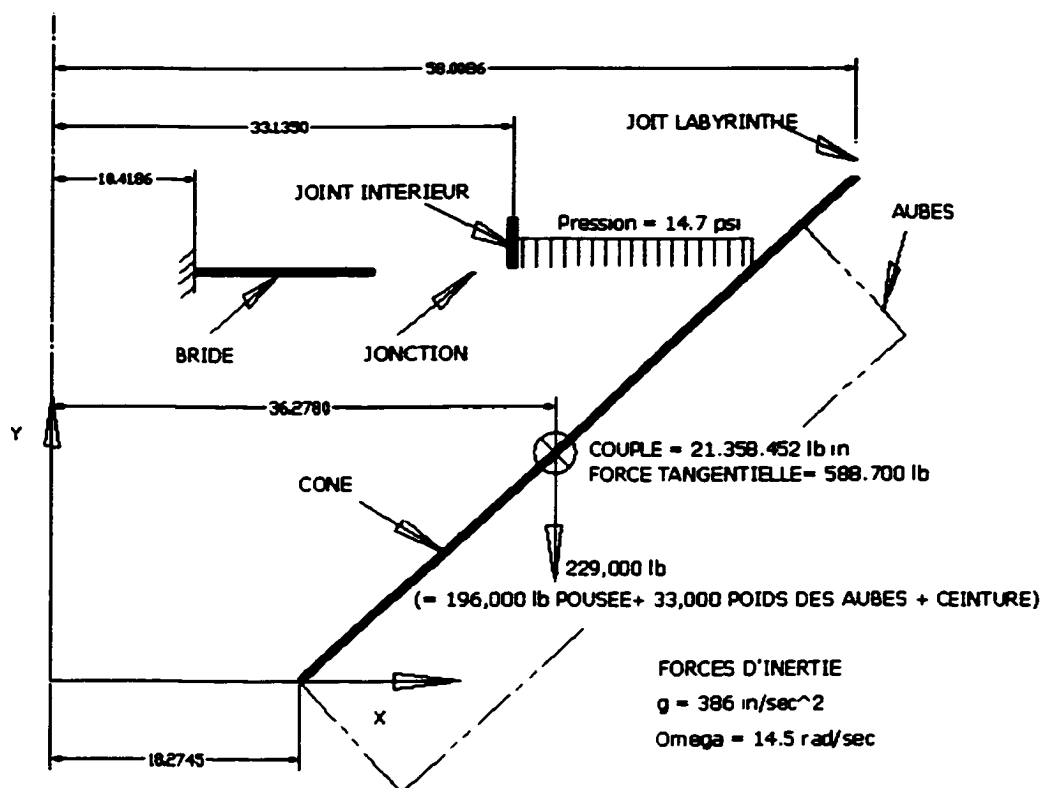 58.0086
33.1350
JOIT LABYRINTHE
18.4186
JOINT INTERIEUR
AUBES
Pression = 14.7 psi
BRIDE
JONCTION
36.2780
Y
COUPLE = 21.358.452 lb in
FORCE TANGENTIELLE= 588.700 lb
CONE
229,000 lb
(= 196,000 lb POUSEE+ 33,000 POIDS DES AUBES + CEINTURE)
FORCES D'INERTIE
X
g = 386 in/sec^2
Omega = 14.5 rad/sec
18.2745